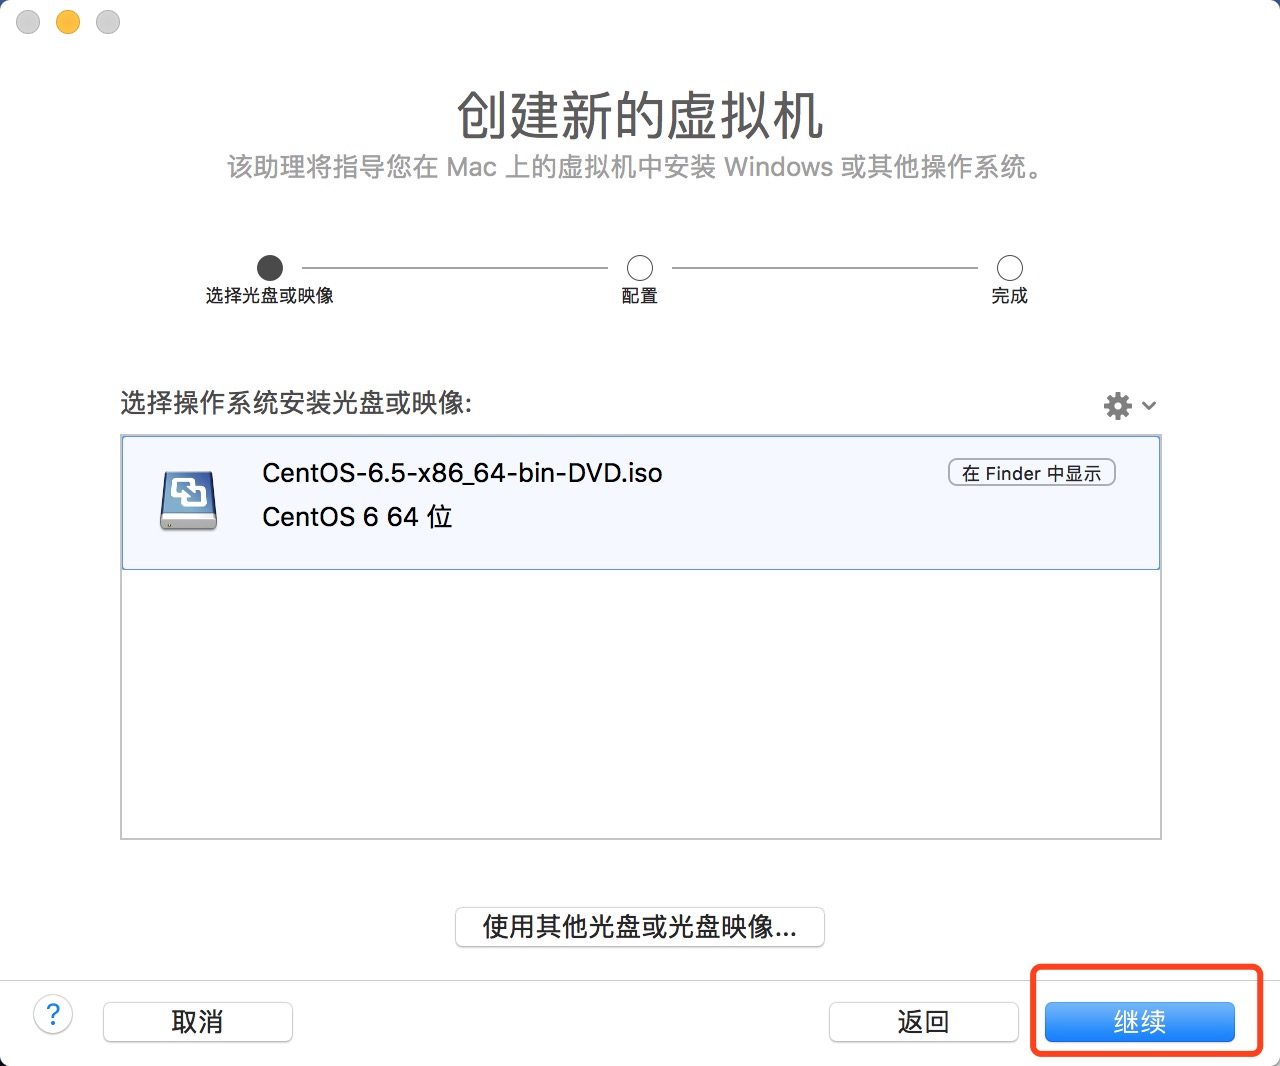 创建新的虚拟机
该助理将指导您在 Mac 上的虚拟机中安装 Windows 或其他操作系统。
选择光盘或映像
配置
完成
选择操作系统安装光盘或映像:
CentOS-6.5-x86_64-bin-DVD.iso
在 Finder 中显示
CentOS 6 64 位
使用其他光盘或光盘映像...
?
取消
返回
继续